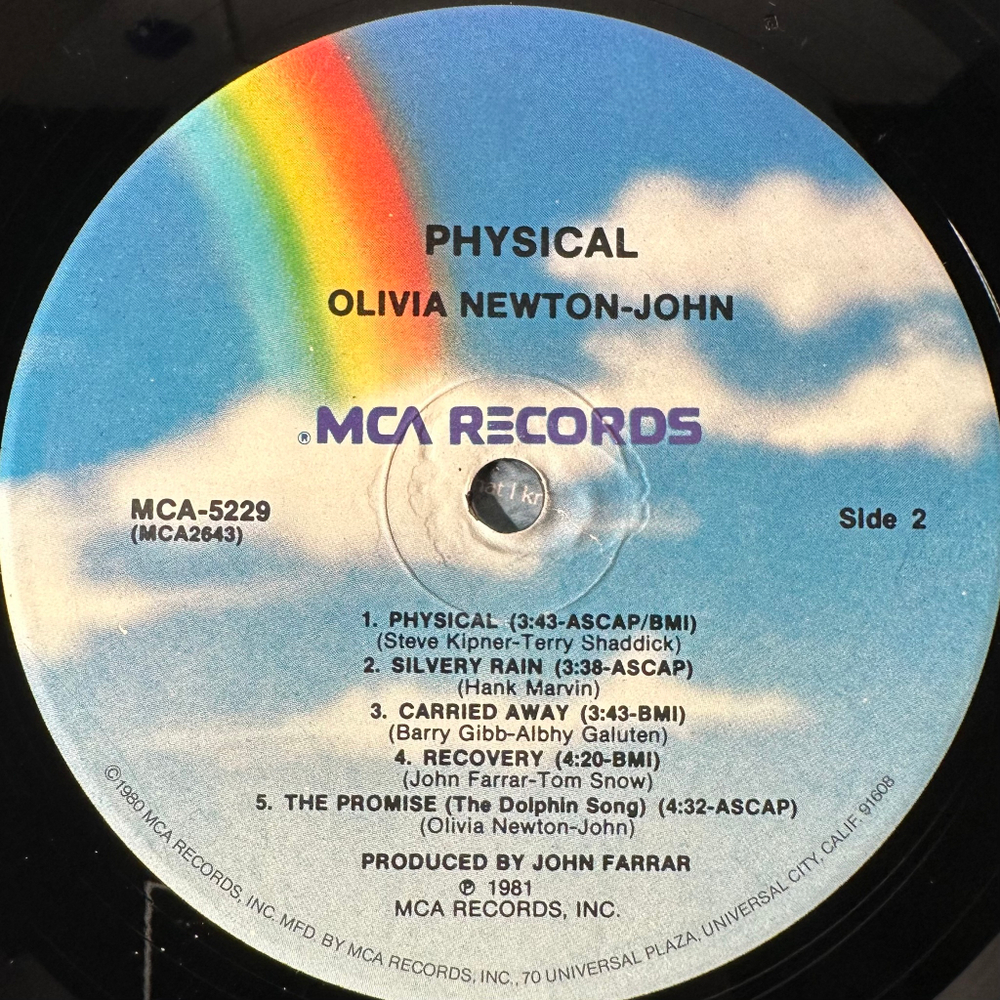 PHYSICAL
OLIVIA NEWTON-JOHN
®MCA RECORDS
MCA-5229
(MCA2643)
Side 2
1. PHYSICAL (3:43-ASCAP/BMI)
(Steve Kipner-Terry Shaddick)
2. SILVERY RAIN (3:38-ASCAP)
(Hank Marvin)
3. CARRIED AWAY (3:43-BMI)
(Barry Gibb-Albhy Galuten)
4. RECOVERY (4:20-BMI)
(John Farrar-Tom Snow)
5. THE PROMISE (The Dolphin Song) (4:32-ASCAP)
(Olivia Newton-John)
PRODUCED BY JOHN FARRAR
℗ 1981
MCA RECORDS, INC.
©1980 MCA RECORDS, INC. MFD. BY MCA RECORDS, INC., 70 UNIVERSAL PLAZA, UNIVERSAL CITY, CALIF. 91608